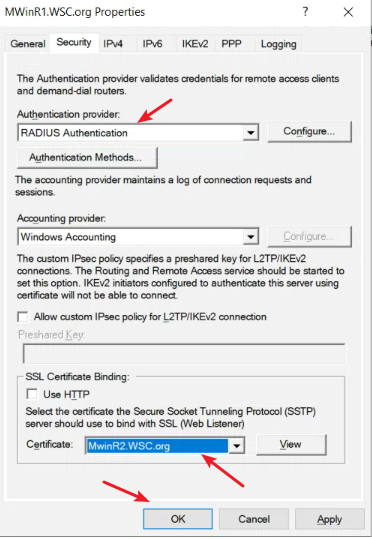 MWinR1.WSC.org Properties
?
General Security IPv4 IPv6 IKEv2 PPP Logging
The Authentication provider validates credentials for remote access clients
and demand-dial routers.
Authentication provider:
RADIUS Authentication
Configure...
Authentication Methods...
The accounting provider maintains a log of connection requests and
sessions.
Accounting provider:
Windows Accounting
Configure...
The custom IPsec policy specifies a preshared key for L2TP/IKEv2
connections. The Routing and Remote Access service should be started to
set this option. IKEv2 initiators configured to authenticate this server using
certificate will not be able to connect.
Allow custom IPsec policy for L2TP/IKEv2 connection
Preshared Key:
SSL Certificate Binding:
Use HTTP
Select the certificate the Secure Socket Tunneling Protocol (SSTP)
server should use to bind with SSL (Web Listener)
Certificate: MwinR2.WSC.org View
OK Cancel Apply